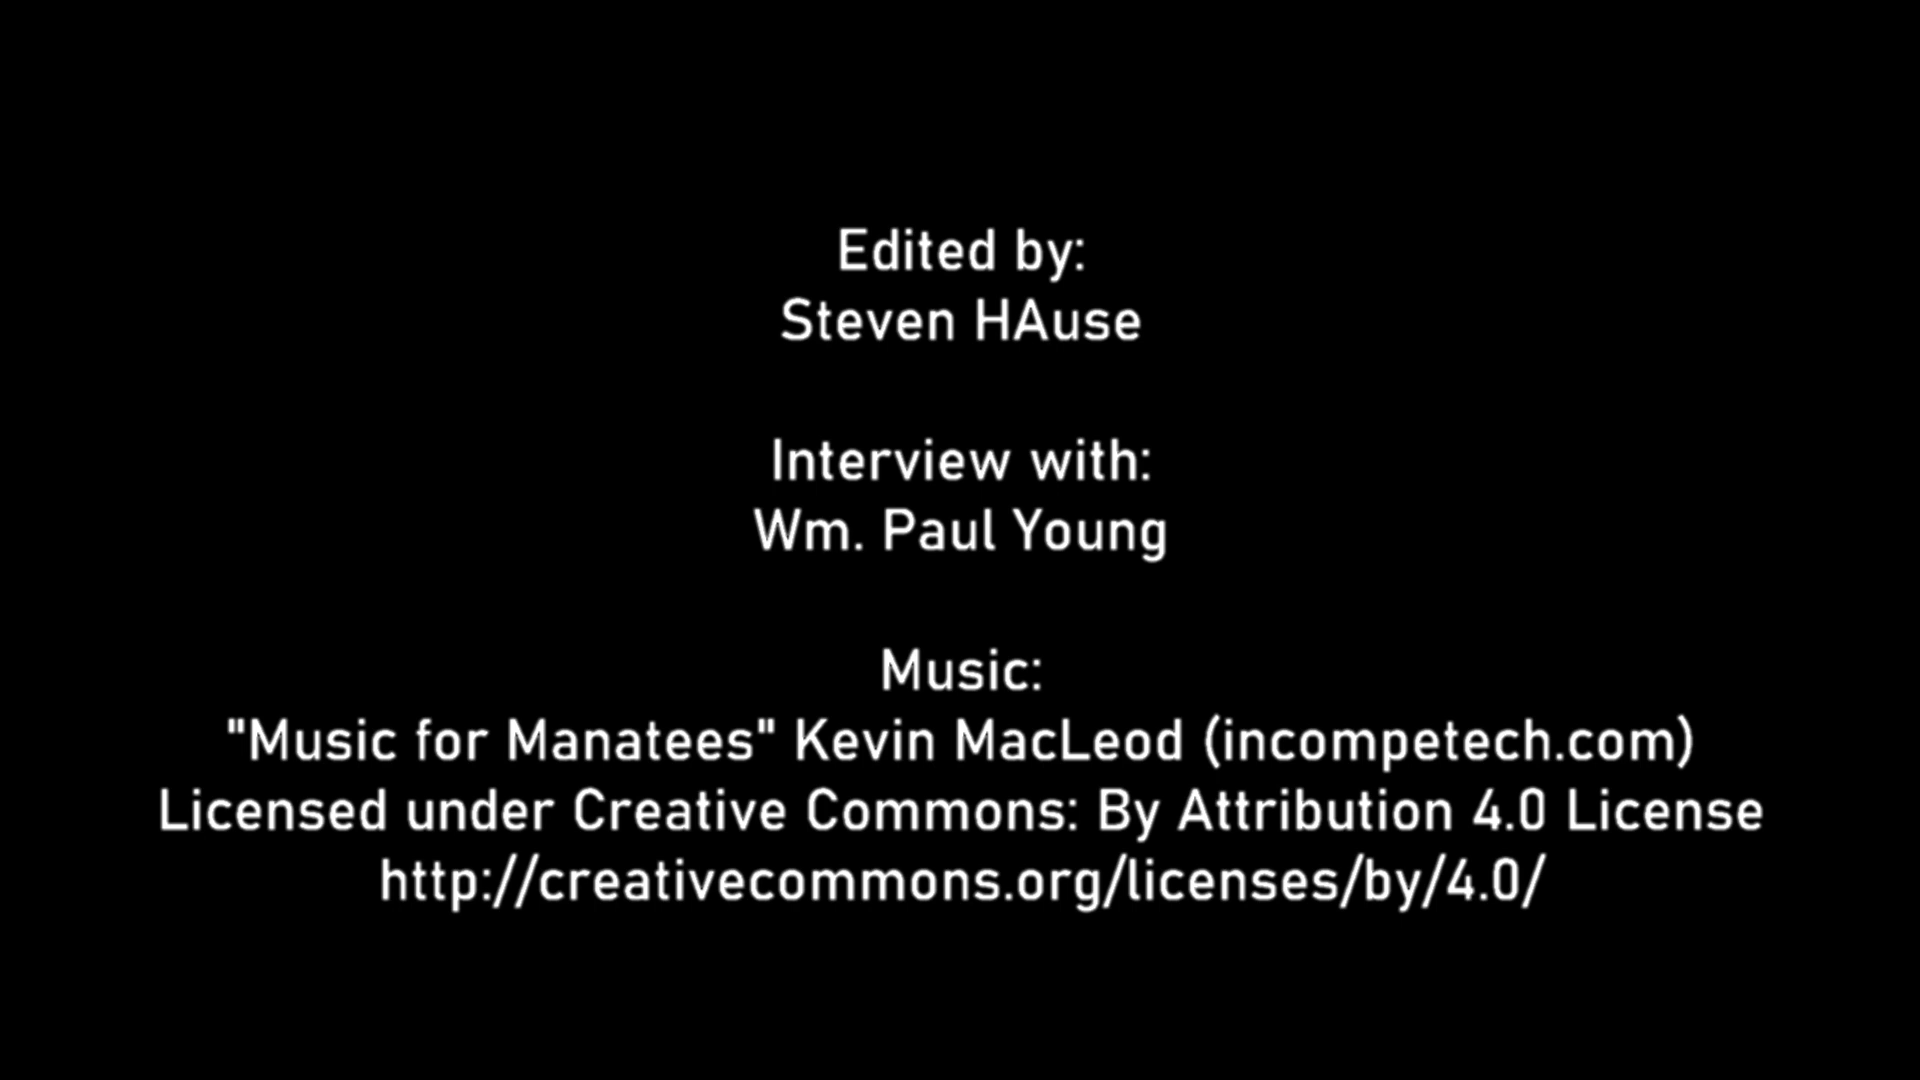 Edited by:
Steven HAuse
Interview with:
Wm. Paul Young
Music:
"Music for Manatees" Kevin MacLeod (incompetech.com)
Licensed under Creative Commons: By Attribution 4.0 License
http://creativecommons.org/licenses/by/4.0/